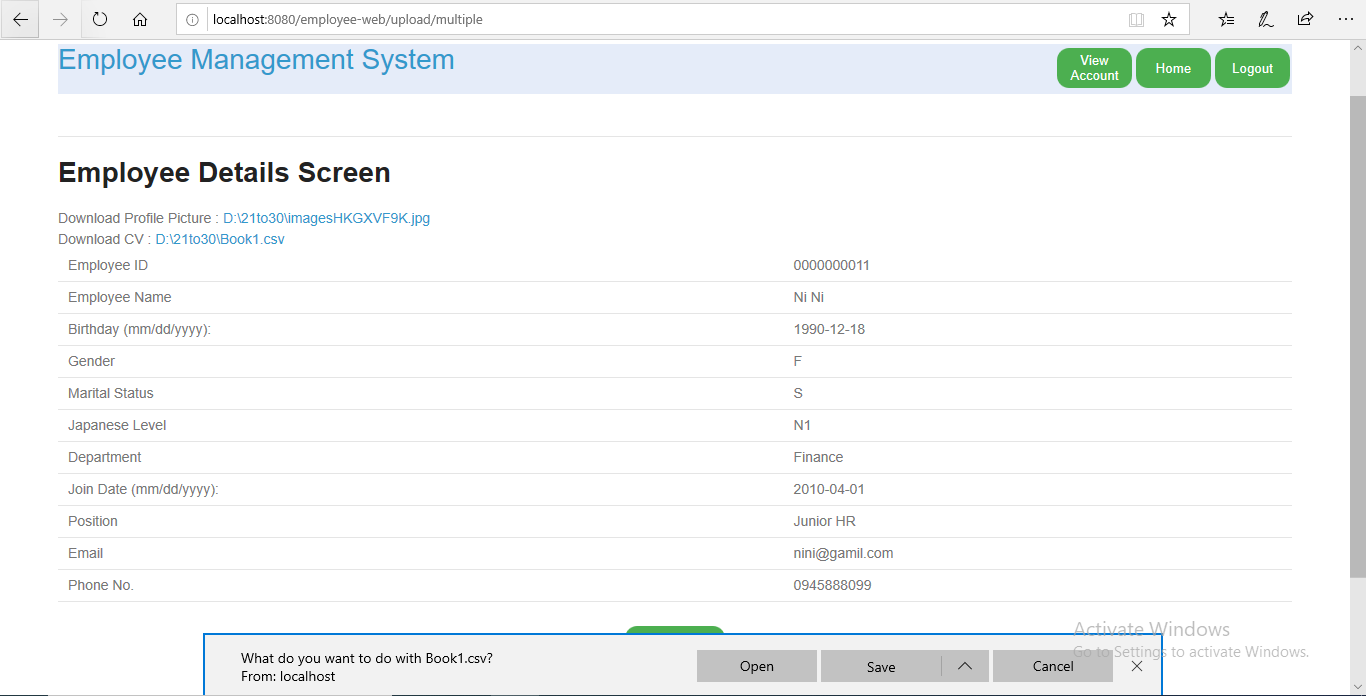 localhost:8080/employee-web/upload/multiple
Employee Management System
View Account
Home
Logout
Employee Details Screen
Download Profile Picture : D:\21to30\imagesHKGXVF9K.jpg
Download CV : D:\21to30\Book1.csv
Employee ID 0000000011
Employee Name Ni Ni
Birthday (mm/dd/yyyy): 1990-12-18
Gender F
Marital Status S
Japanese Level N1
Department Finance
Join Date (mm/dd/yyyy): 2010-04-01
Position Junior HR
Email nini@gamil.com
Phone No. 0945888099
Activate Windows
Go to Settings to activate Windows.
What do you want to do with Book1.csv?
From: localhost
Open
Save
Cancel